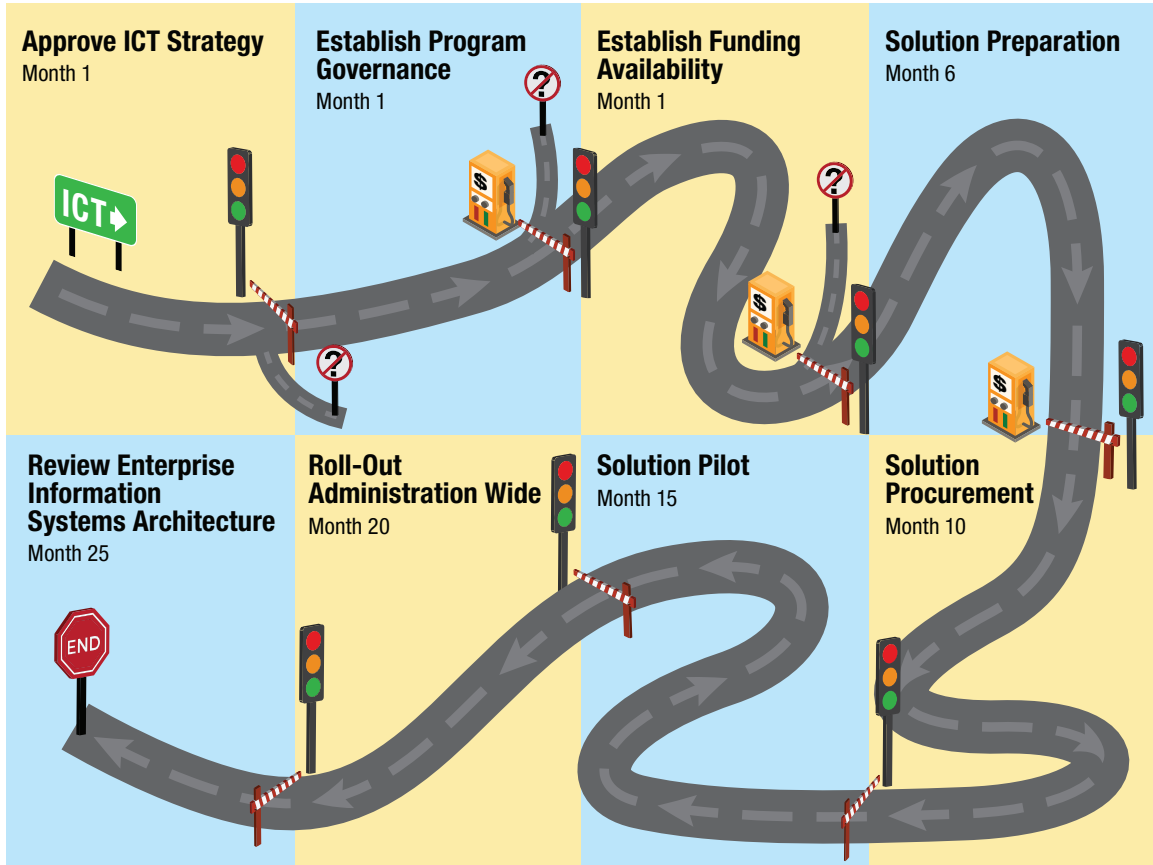 Approve ICT Strategy
Month 1
Establish Program
Governance
Month 1
Establish Funding
Availability
Month 1
Solution Preparation
Month 6
ICT
?
$
?
$
?
$
Solution
Procurement
Month 10
Solution Pilot
Month 15
Roll-Out
Administration Wide
Month 20
Review Enterprise
Information
Systems Architecture
Month 25
END